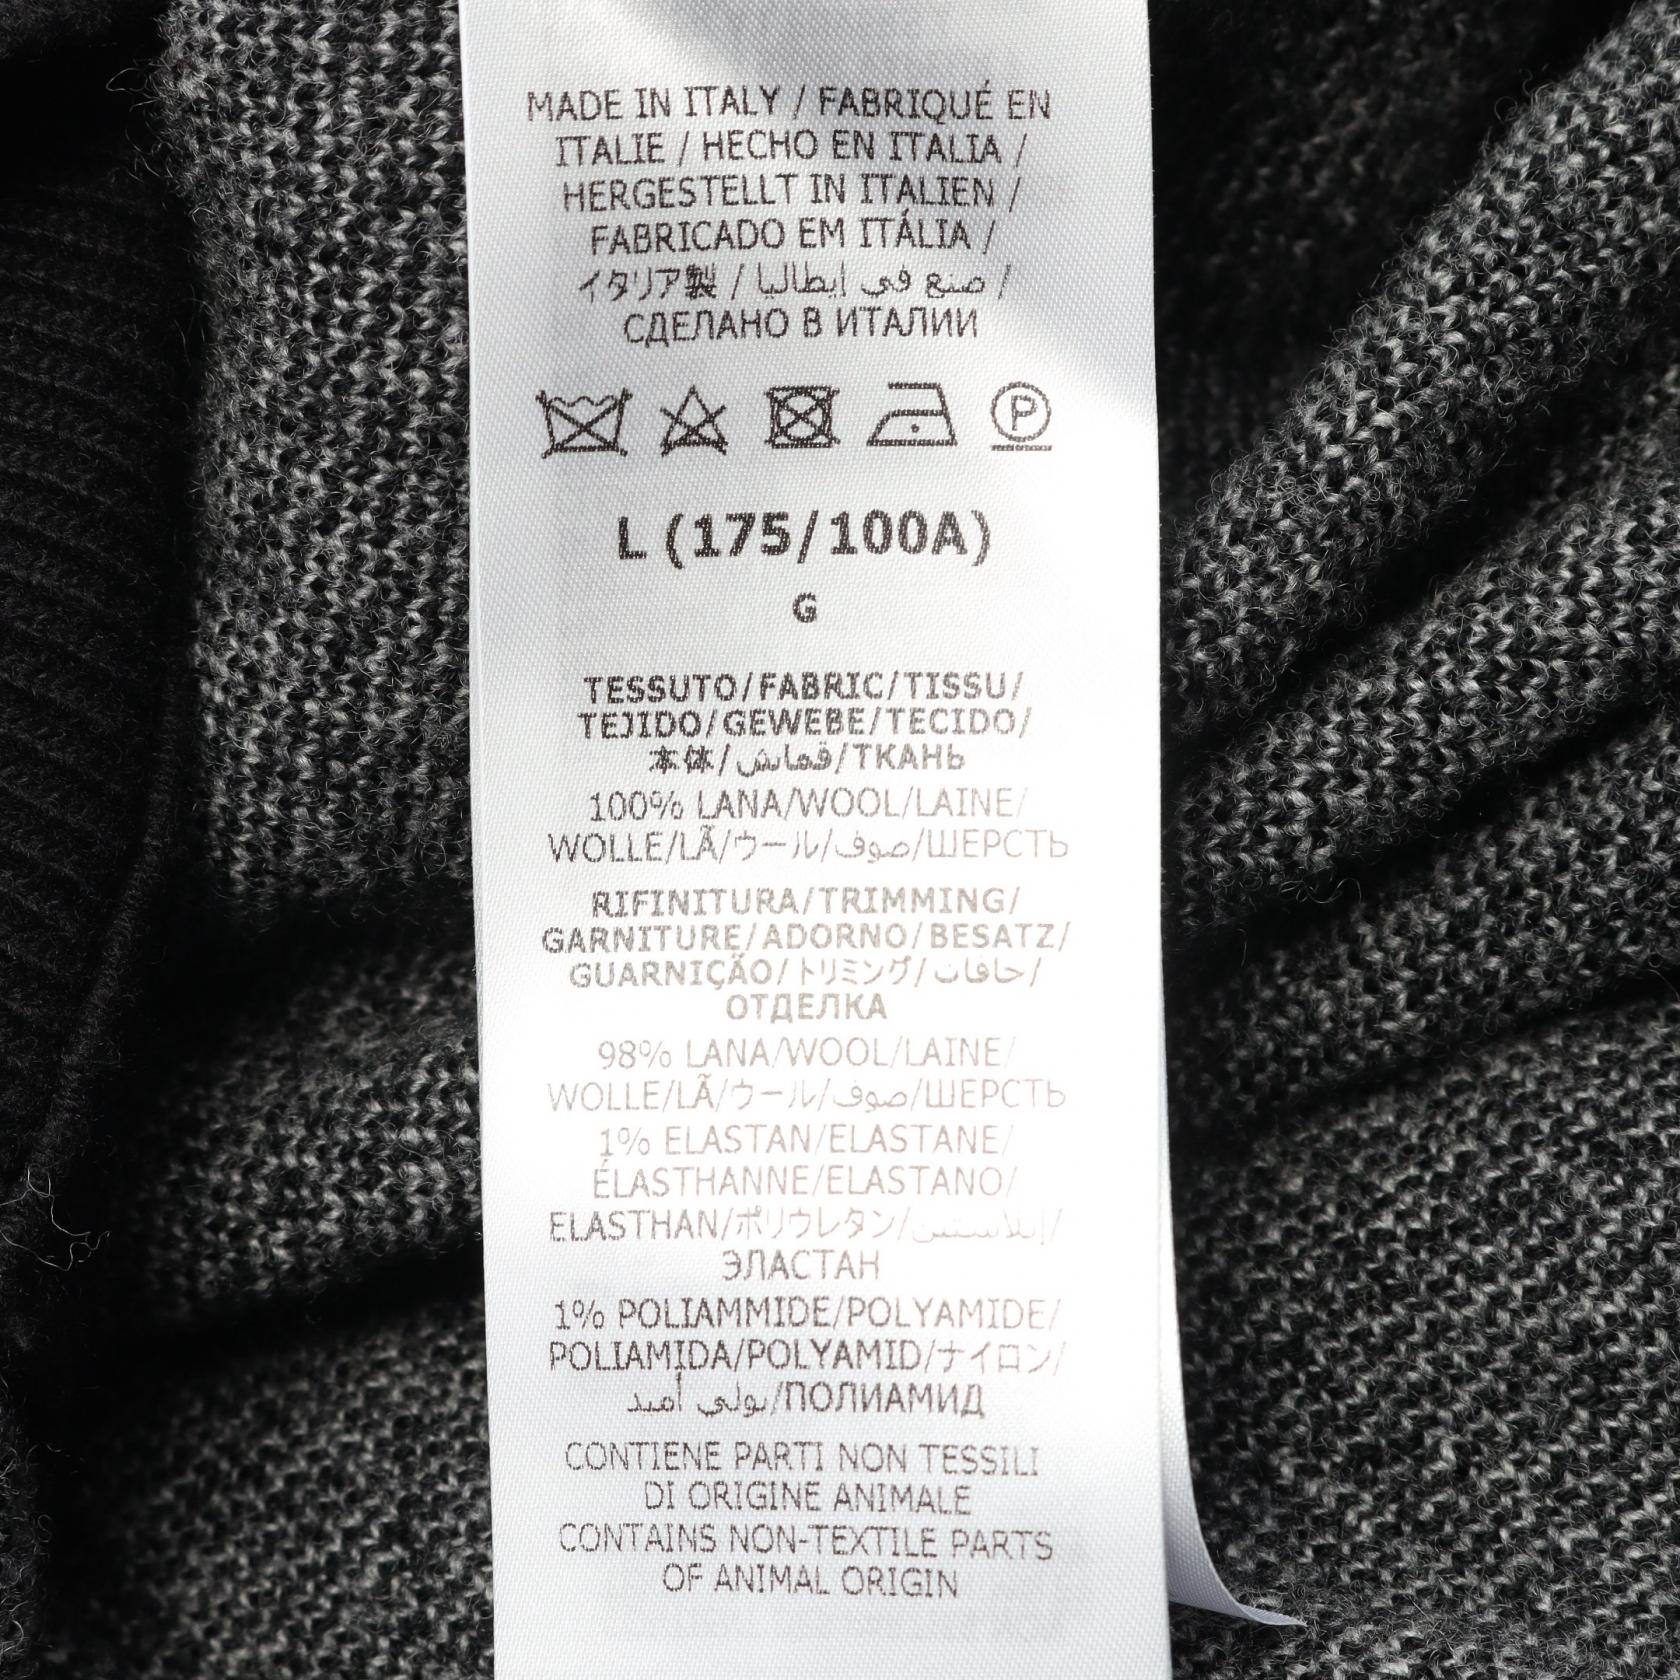 MADE IN ITALY / FABRIQUÉ EN
ITALIE / HECHO EN ITALIA /
HERGESTELLT IN ITALIEN /
FABRICADO EM ITÁLIA /
イタリア製 / صنع في إيطاليا /
СДЕЛАНО В ИТАЛИИ
P
L (175/100A)
G
TESSUTO/FABRIC/TISSU/
TEJIDO/GEWEBE/TECIDO/
本体/قماش/ТКАНЬ
100% LANA/WOOL/LAINE/
WOLLE/LÃ/ウール/صوف/ШЕРСТЬ
RIFINITURA/TRIMMING/
GARNITURE/ADORNO/BESATZ/
GUARNIÇÃO/トリミング/حافات/
ОТДЕЛКА
98% LANA/WOOL/LAINE/
WOLLE/LÃ/ウール/صوف/ШЕРСТЬ
1% ELASTAN/ELASTANE/
ÉLASTHANNE/ELASTANO/
ELASTHAN/ポリウレタン/إيلاستين/
ЭЛАСТАН
1% POLIAMMIDE/POLYAMIDE/
POLIAMIDA/POLYAMID/ナイロン/
بولي أميد/ПОЛИАМИД
CONTIENE PARTI NON TESSILI
DI ORIGINE ANIMALE
CONTAINS NON-TEXTILE PARTS
OF ANIMAL ORIGIN